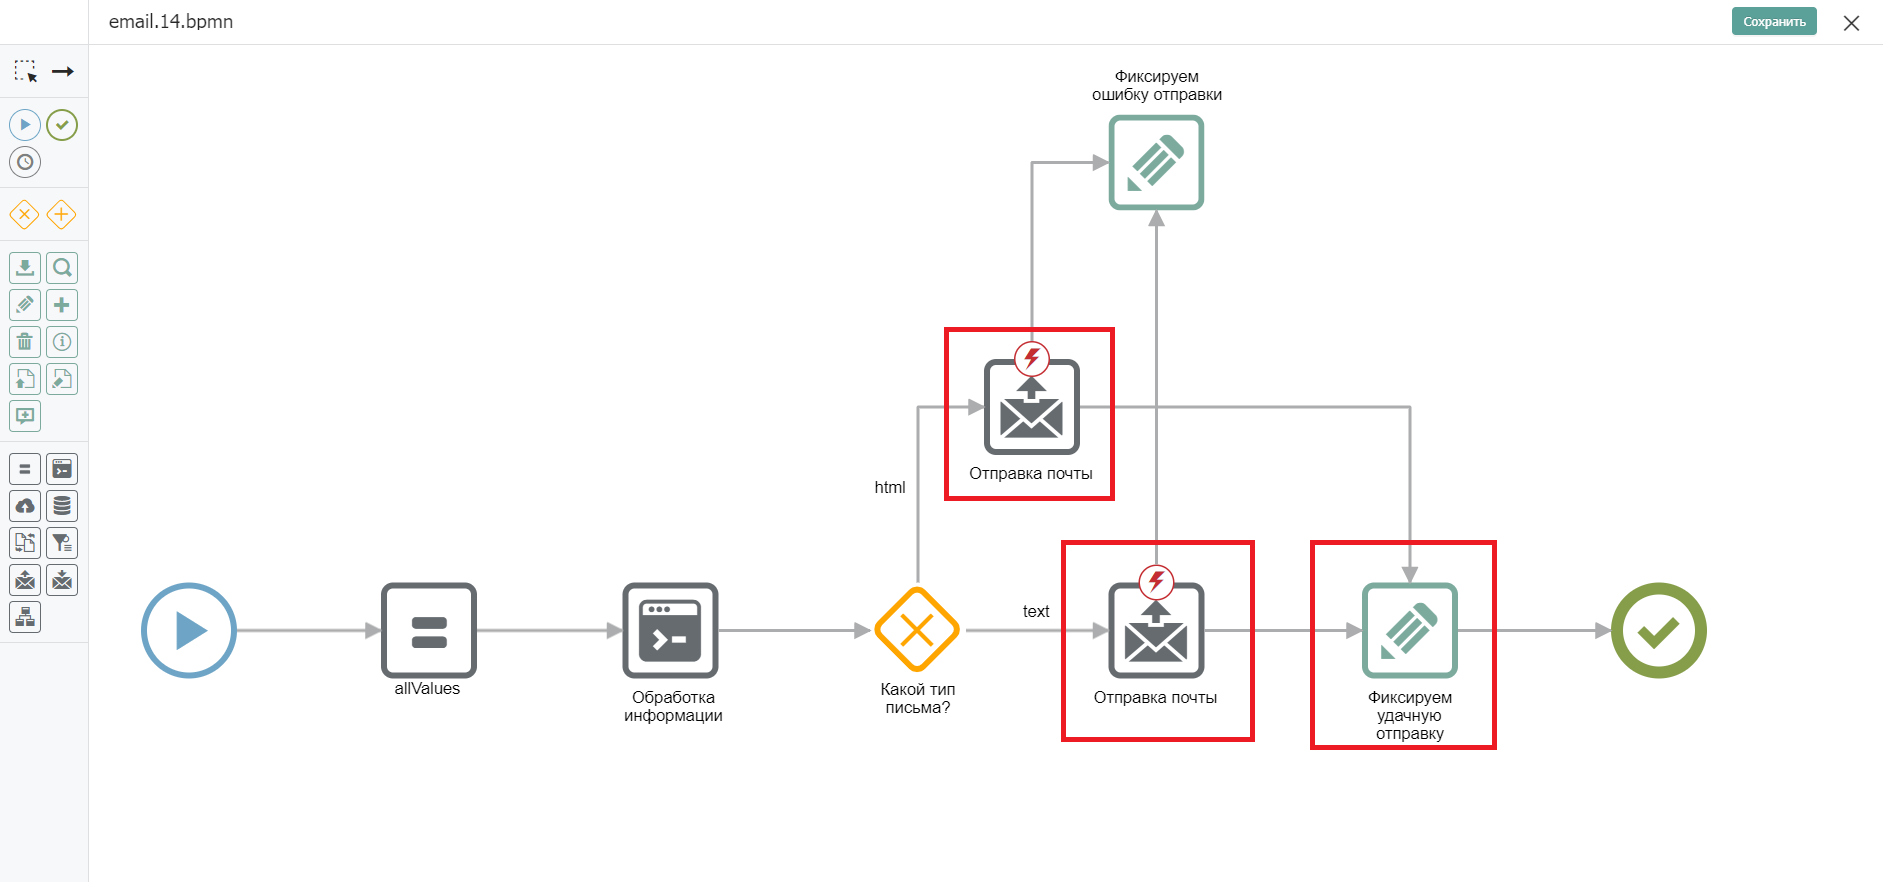 email.14.bpmn
Сохранить
Фиксируем
ошибку отправки
Отправка почты
html
text
allValues
Обработка
информации
Какой тип
письма?
Отправка почты
Фиксируем
удачную
отправку